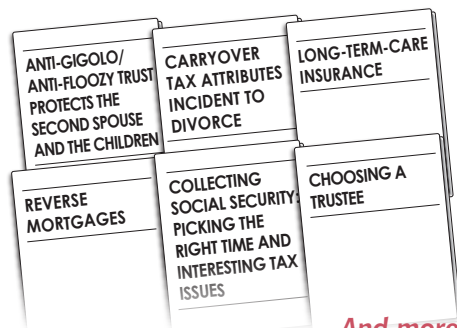 ANTI-GIGOLO/
ANTI-FLOOZY TRUST
PROTECTS THE
SECOND SPOUSE
AND THE CHILDREN
CARRYOVER
TAX ATTRIBUTES
INCIDENT TO
DIVORCE
LONG-TERM-CARE
INSURANCE
REVERSE
MORTGAGES
COLLECTING
SOCIAL SECURITY:
PICKING THE
RIGHT TIME AND
INTERESTING TAX
ISSUES
CHOOSING A
TRUSTEE
And more